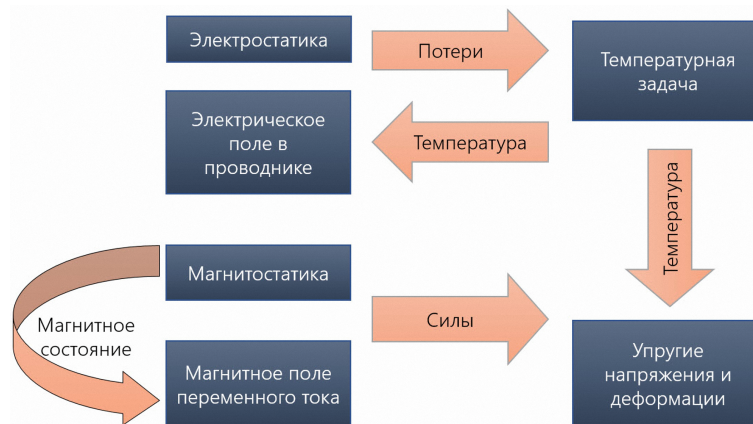 Электростатика
Потери
Температурная
задача
Электрическое
поле в
проводнике
Температура
Температура
Магнитостатика
Магнитное
состояние
Силы
Магнитное поле
переменного тока
Упругие
напряжения и
деформации